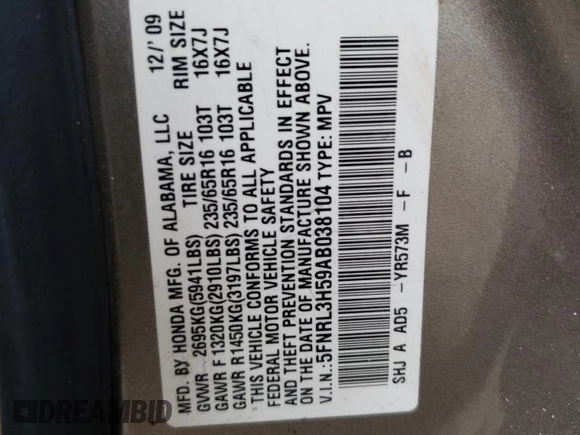 MFD. BY HONDA MFG. OF ALABAMA, LLC 12/'09
TIRE SIZE RIM SIZE
GVWR 2695KG(5941LBS)
GAWR F1320KG(2910LBS) 235/65R16 103T 16X7J
GAWR R1450KG(3197LBS) 235/65R16 103T 16X7J
THIS VEHICLE CONFORMS TO ALL APPLICABLE
FEDERAL MOTOR VEHICLE SAFETY
AND THEFT PREVENTION STANDARDS IN EFFECT
ON THE DATE OF MANUFACTURE SHOWN ABOVE.
V.I.N.:5FNRL3H59AB038104 TYPE: MPV
SHJ A AD5 -YR573M -F -B
DREAMBID